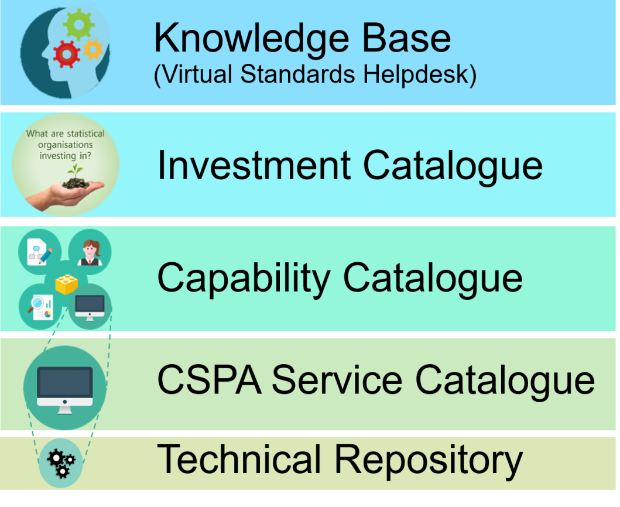 Knowledge Base
(Virtual Standards Helpdesk)
What are statistical
organisations
investing in?
Investment Catalogue
Capability Catalogue
CSPA Service Catalogue
Technical Repository